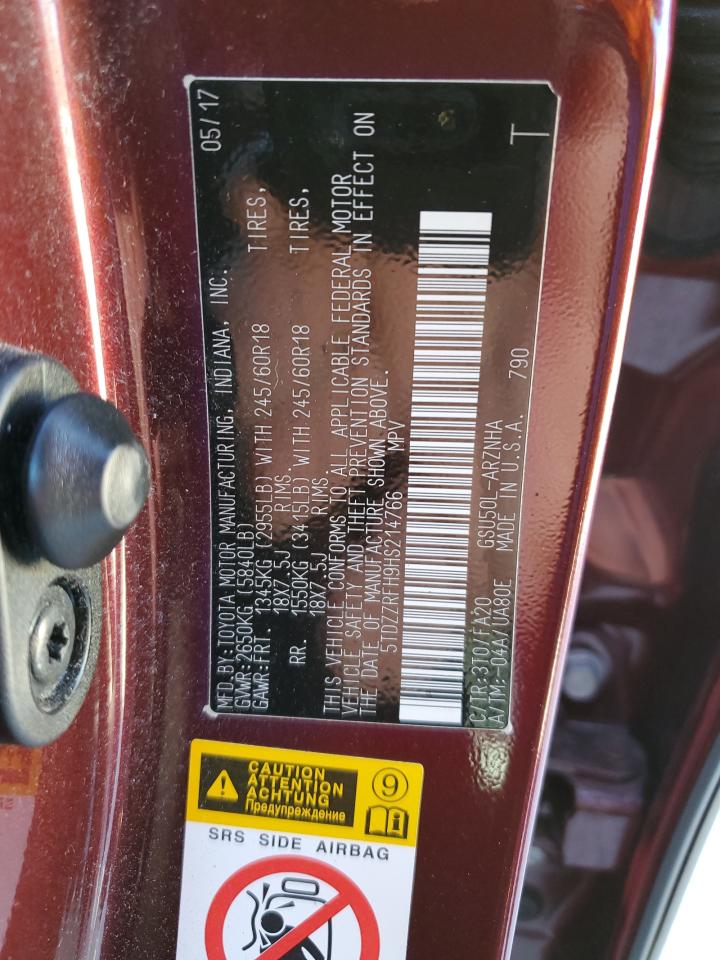 MFD.BY:TOYOTA MOTOR MANUFACTURING, INDIANA, INC. 05/17
GVWR:2650KG (5840LB)
GAWR:FRT. 1345KG (2955LB) WITH 245/60R18 TIRES,
18X7.5J RIMS
RR. 1550KG (3415LB) WITH 245/60R18 TIRES,
18X7.5J RIMS
THIS VEHICLE CONFORMS TO ALL APPLICABLE FEDERAL MOTOR
VEHICLE SAFETY AND THEFT PREVENTION STANDARDS IN EFFECT ON
THE DATE OF MANUFACTURE SHOWN ABOVE.
5TDZZRFH9HS214766 MPV
C/TR:3T0/FA20 GSU50L-ARZNHA
A/TM:-04A/UA80E MADE IN U.S.A. 790 T
CAUTION
ATTENTION
ACHTUNG
Предупреждение
9
SRS SIDE AIRBAG